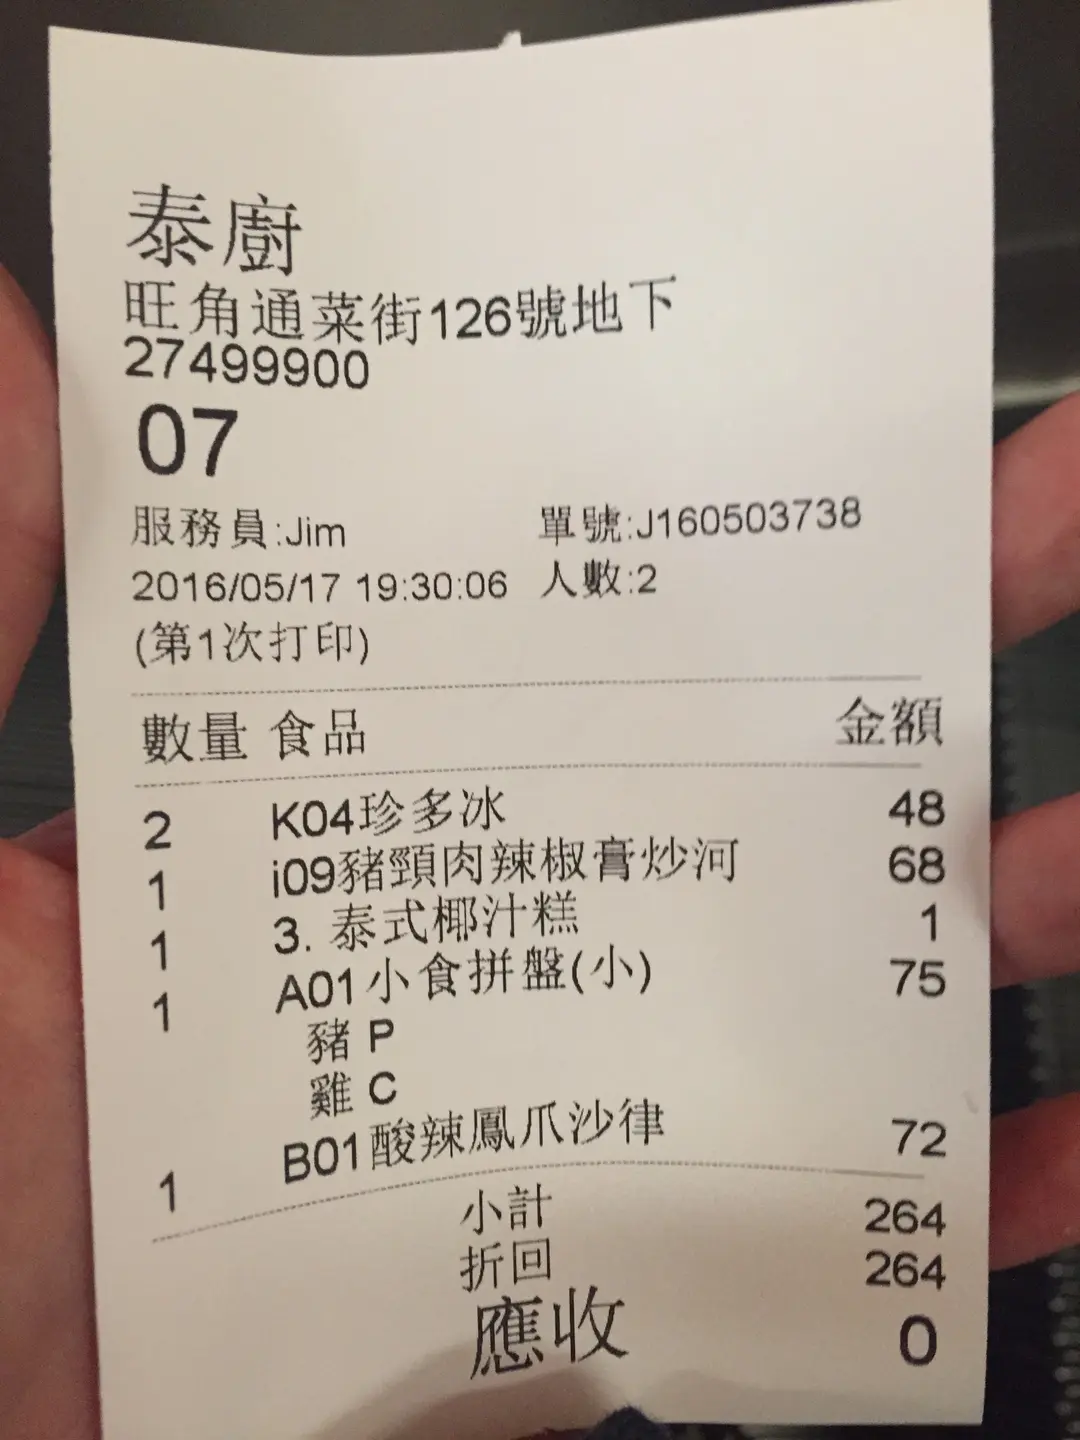 泰廚
旺角通菜街126號地下
27499900
07
服務員:Jim 單號:J160503738
2016/05/17 19:30:06 人數:2
(第1次打印)
數量 食品 金額
2 K04珍多冰 48
1 i09豬頸肉辣椒膏炒河 68
1 3. 泰式椰汁糕 1
1 A01小食拼盤(小) 75
豬 P
雞 C
1 B01酸辣鳳爪沙律 72
小計 264
折回 264
應收 0